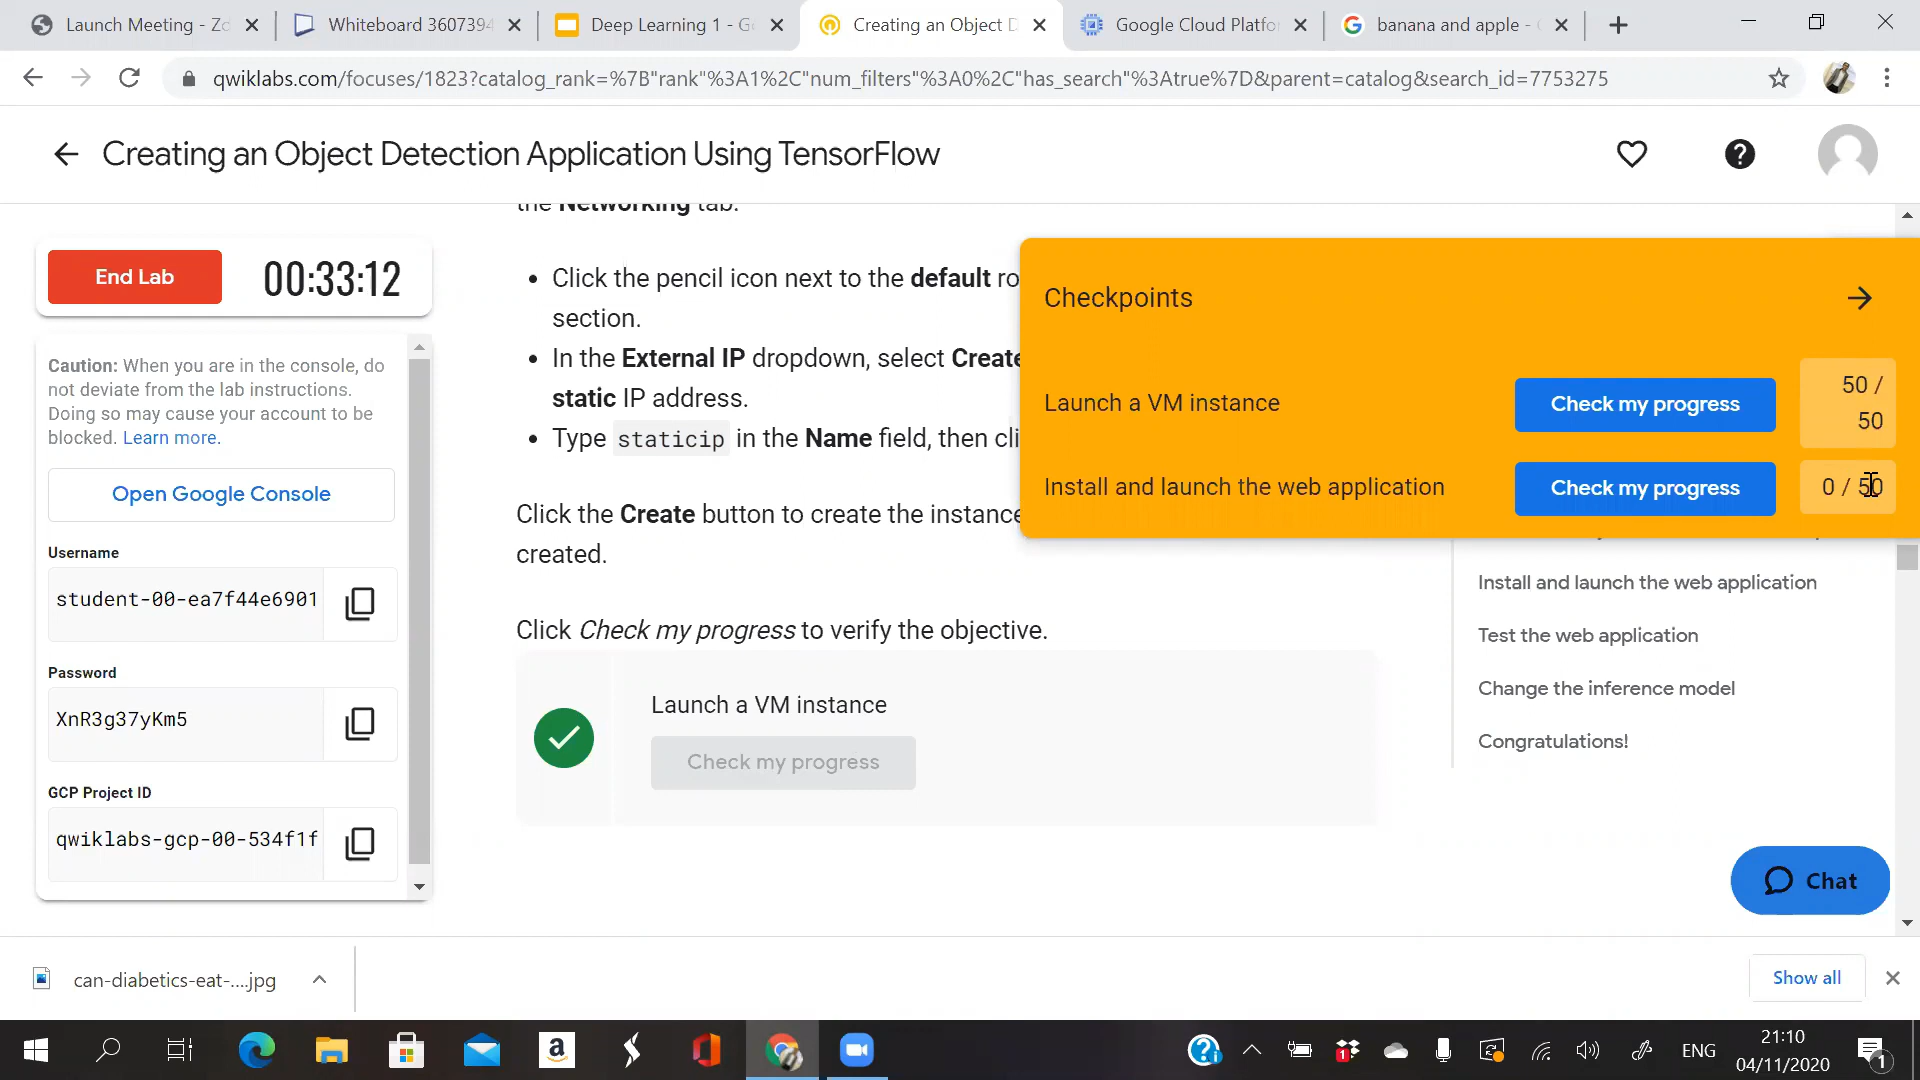 Launch Meeting - Zo
Whiteboard 3607394
Deep Learning 1 - Go
Creating an Object D
Google Cloud Platfo
banana and apple -
qwiklabs.com/focuses/1823?catalog_rank=%7B"rank"%3A1%2C"num_filters"%3A0%2C"has_search"%3Atrue%7D&parent=catalog&search_id=7753275
Creating an Object Detection Application Using TensorFlow
End Lab
00:33:12
Caution: When you are in the console, do
not deviate from the lab instructions.
Doing so may cause your account to be
blocked. Learn more.
Open Google Console
Username
student-00-ea7f44e6901
Password
XnR3g37yKm5
GCP Project ID
qwiklabs-gcp-00-534f1f
the Networking tab.
Click the pencil icon next to the default ro
section.
In the External IP dropdown, select Create
static IP address.
Type staticip in the Name field, then cli
Click the Create button to create the instance
created.
Click Check my progress to verify the objective.
Launch a VM instance
Check my progress
Checkpoints
Launch a VM instance
Check my progress
50 /
50
Install and launch the web application
Check my progress
0 / 50
Install and launch the web application
Test the web application
Change the inference model
Congratulations!
Chat
can-diabetics-eat-....jpg
Show all
ENG
21:10
04/11/2020
1
1